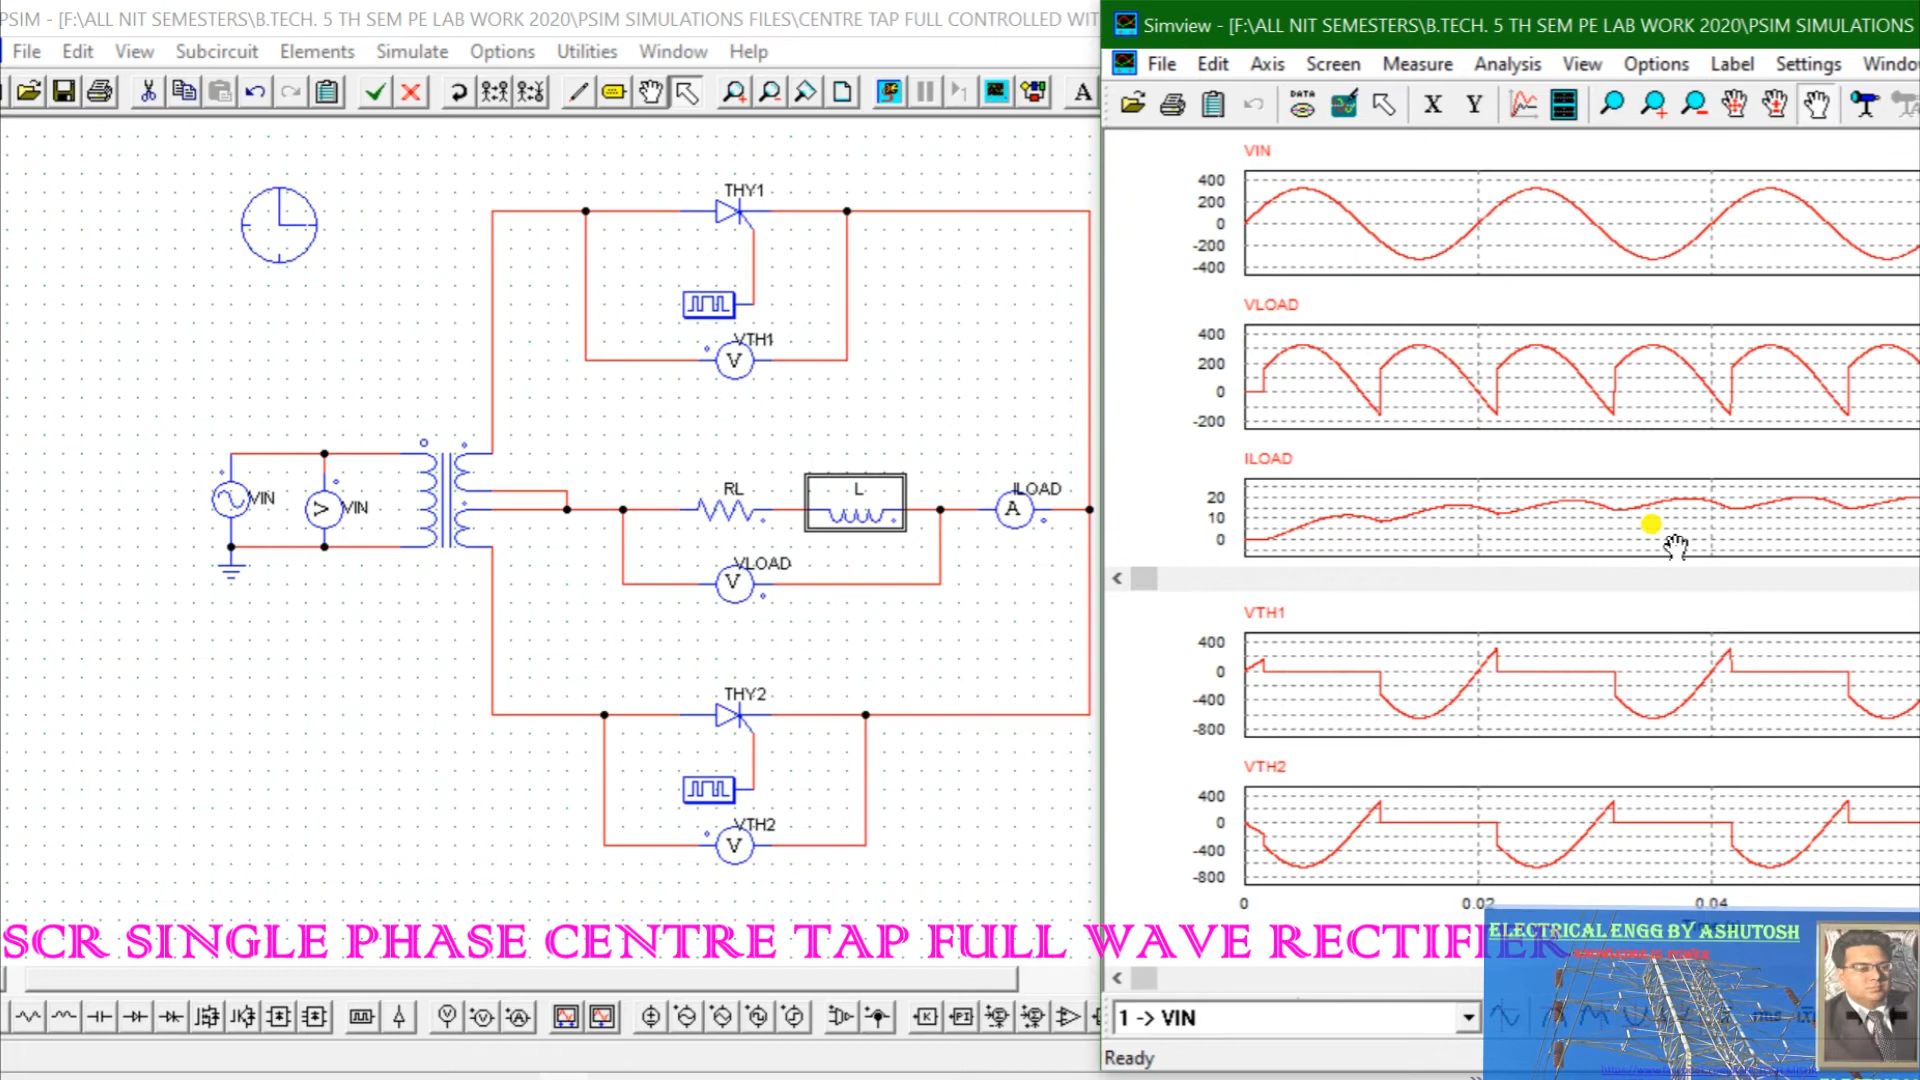 PSIM - [F:\ALL NIT SEMESTERS\B.TECH. 5 TH SEM PE LAB WORK 2020\PSIM SIMULATIONS FILES\CENTRE TAP FULL CONTROLLED WIT
File Edit View Subcircuit Elements Simulate Options Utilities Window Help
A
Simview - [F:\ALL NIT SEMESTERS\B.TECH. 5 TH SEM PE LAB WORK 2020\PSIM SIMULATIONS
File Edit Axis Screen Measure Analysis View Options Label Settings Windo
DATA X Y
THY1
VTH1
V
VIN
V
VIN
RL
L
ILOAD
A
VLOAD
V
THY2
VTH2
V
VIN
400
200
0
-200
-400
VLOAD
400
200
0
-200
ILOAD
20
10
0
VTH1
400
0
-400
-800
VTH2
400
0
-400
-800
0 0.02 0.04
SCR SINGLE PHASE CENTRE TAP FULL WAVE RECTIFIER
ELECTRICAL ENGG BY ASHUTOSH
K PI
1 -> VIN
Ready